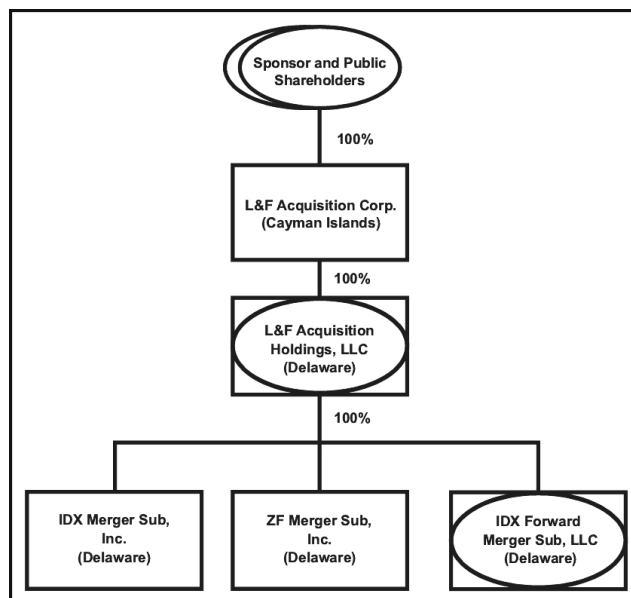 Sponsor and Public
Shareholders
100%
L&F Acquisition Corp.
(Cayman Islands)
100%
L&F Acquisition
Holdings, LLC
(Delaware)
100%
IDX Merger Sub,
Inc.
(Delaware)
ZF Merger Sub,
Inc.
(Delaware)
IDX Forward
Merger Sub, LLC
(Delaware)